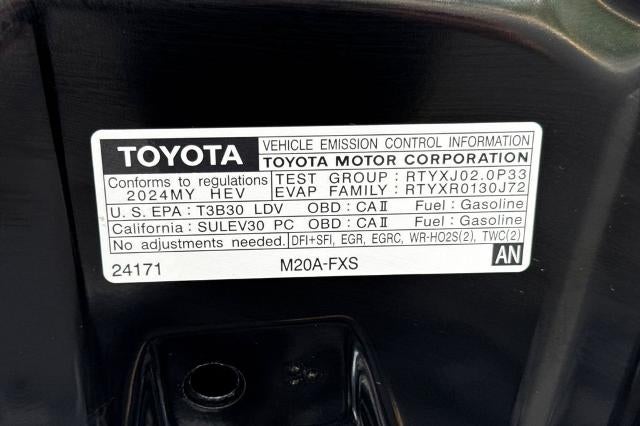 TOYOTA VEHICLE EMISSION CONTROL INFORMATION
TOYOTA MOTOR CORPORATION
Conforms to regulations TEST GROUP : RTYXJ02.0P33
2024MY HEV EVAP FAMILY : RTYXR0130J72
U.S. EPA : T3B30 LDV OBD : CAⅡ Fuel : Gasoline
California : SULEV30 PC OBD : CAⅡ Fuel : Gasoline
No adjustments needed. DFI+SFI, EGR, EGRC, WR-HO2S(2), TWC(2)
24171 M20A-FXS AN